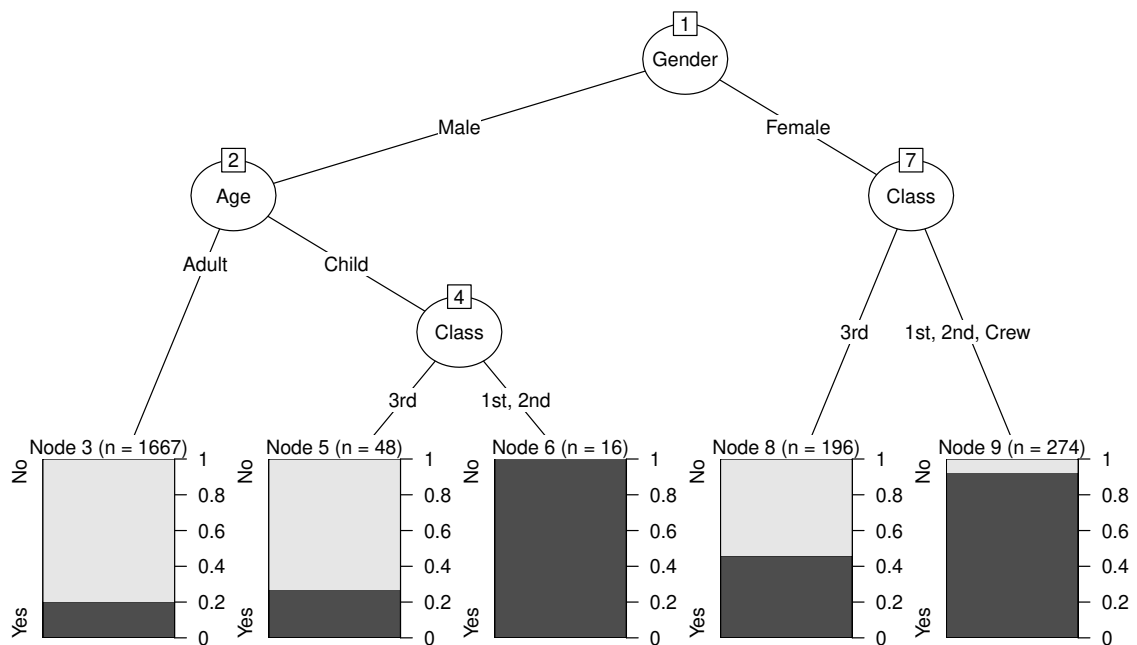 1
Gender
Male
Female
2
Age
7
Class
Adult
Child
4
Class
3rd
1st, 2nd, Crew
3rd
1st, 2nd
Node 3 (n = 1667)
No
Yes
1
0.8
0.6
0.4
0.2
0
Node 5 (n = 48)
No
Yes
1
0.8
0.6
0.4
0.2
0
Node 6 (n = 16)
No
Yes
1
0.8
0.6
0.4
0.2
0
Node 8 (n = 196)
No
Yes
1
0.8
0.6
0.4
0.2
0
Node 9 (n = 274)
No
Yes
1
0.8
0.6
0.4
0.2
0